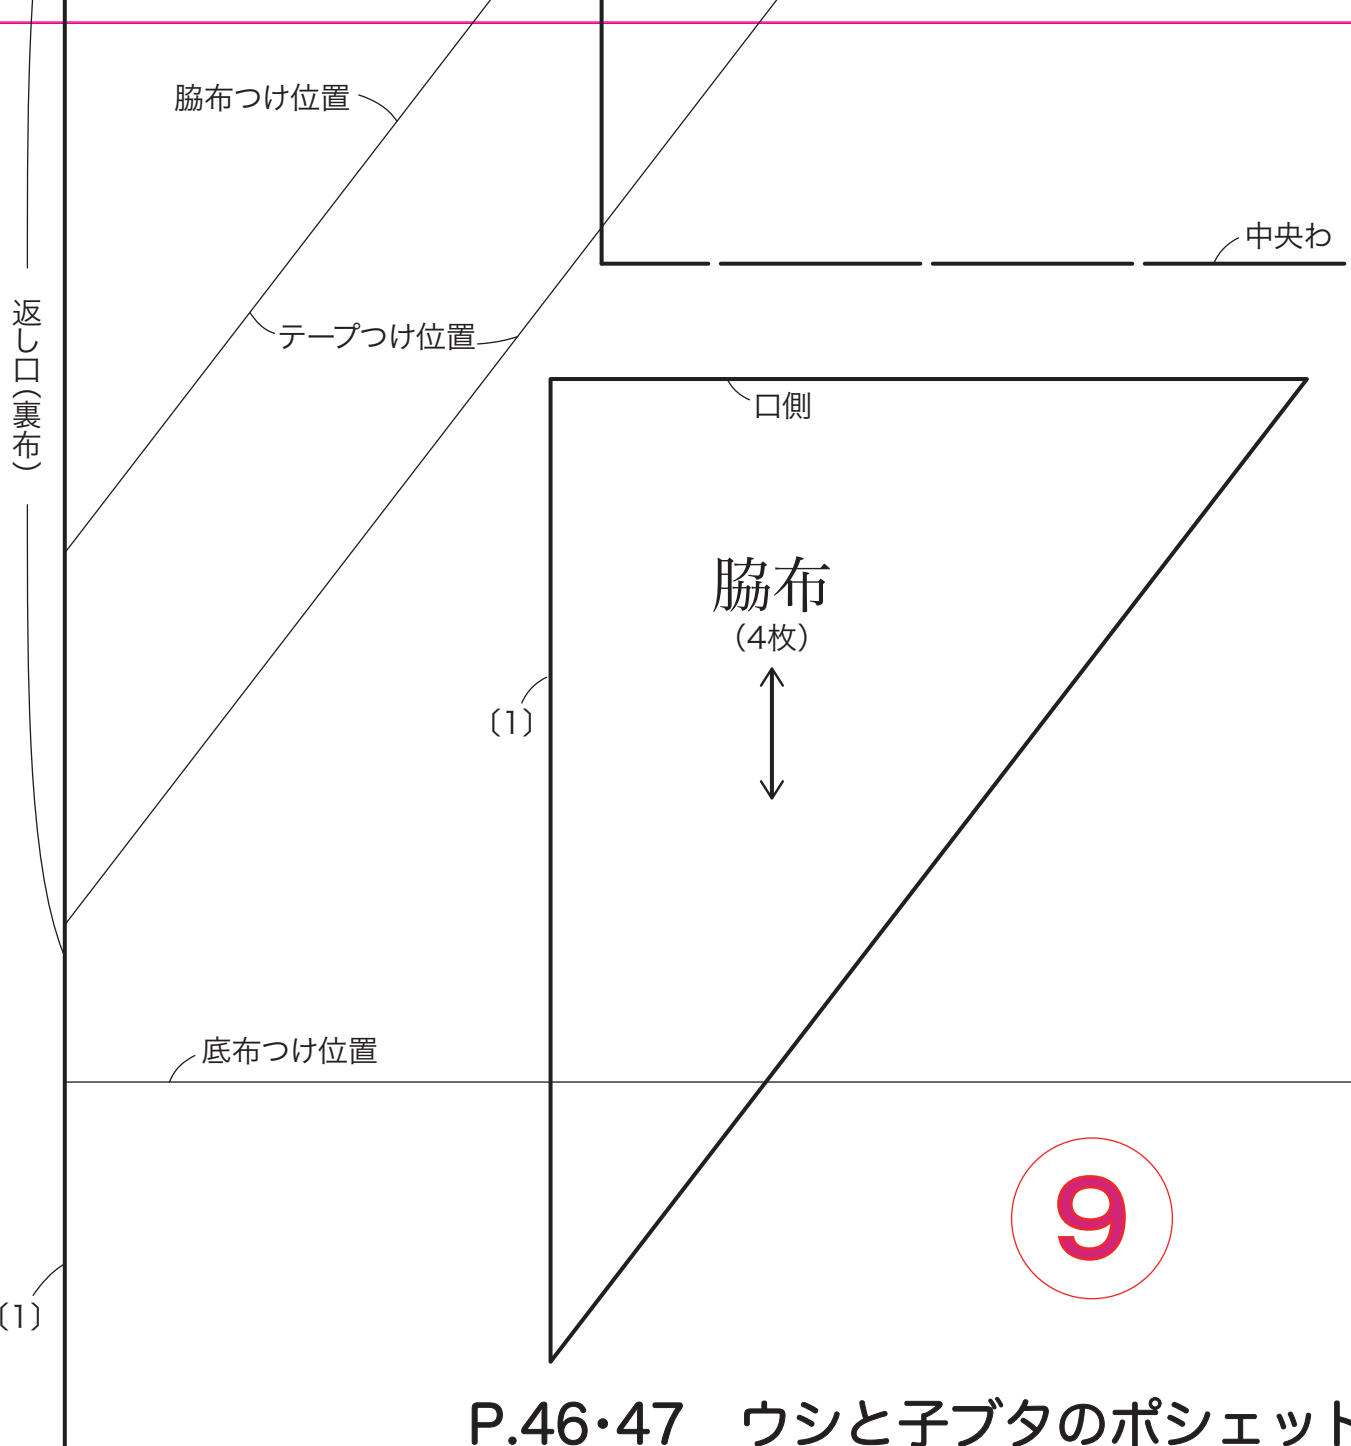 脇布つけ位置
中央わ
返し口(裏布)
テープつけ位置
口側
脇布
(4枚)
〔1〕
底布つけ位置
9
〔1〕
P.46・47 ウシと子ブタのポシェット